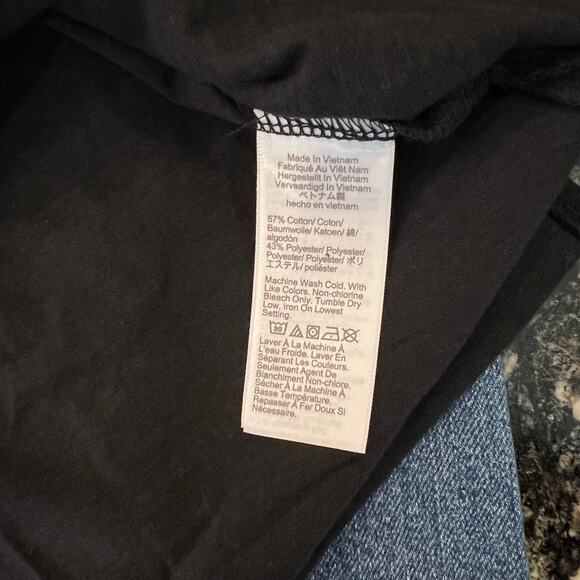 Made In Vietnam
Fabriqué Au Viêt Nam
Hergestellt In Vietnam
Vervaardigd In Vietnam
ベトナム製
hecho en vietnam
57% Cotton/ Coton/
Baumwolle/ Katoen/ 綿/
algodón
43% Polyester/ Polyester/
Polyester/ Polyester/ ポリ
エステル/ poliéster
Machine Wash Cold. With
Like Colors. Non-chlorine
Bleach Only. Tumble Dry
Low, Iron On Lowest
Setting.
30
Laver À La Machine À
L'eau Froide. Laver En
Séparant Les Couleurs.
Seulement Agent De
Blanchiment Non-chlore.
Sécher À La Machine À
Basse Température.
Repasser À Fer Doux Si
Nécessaire.